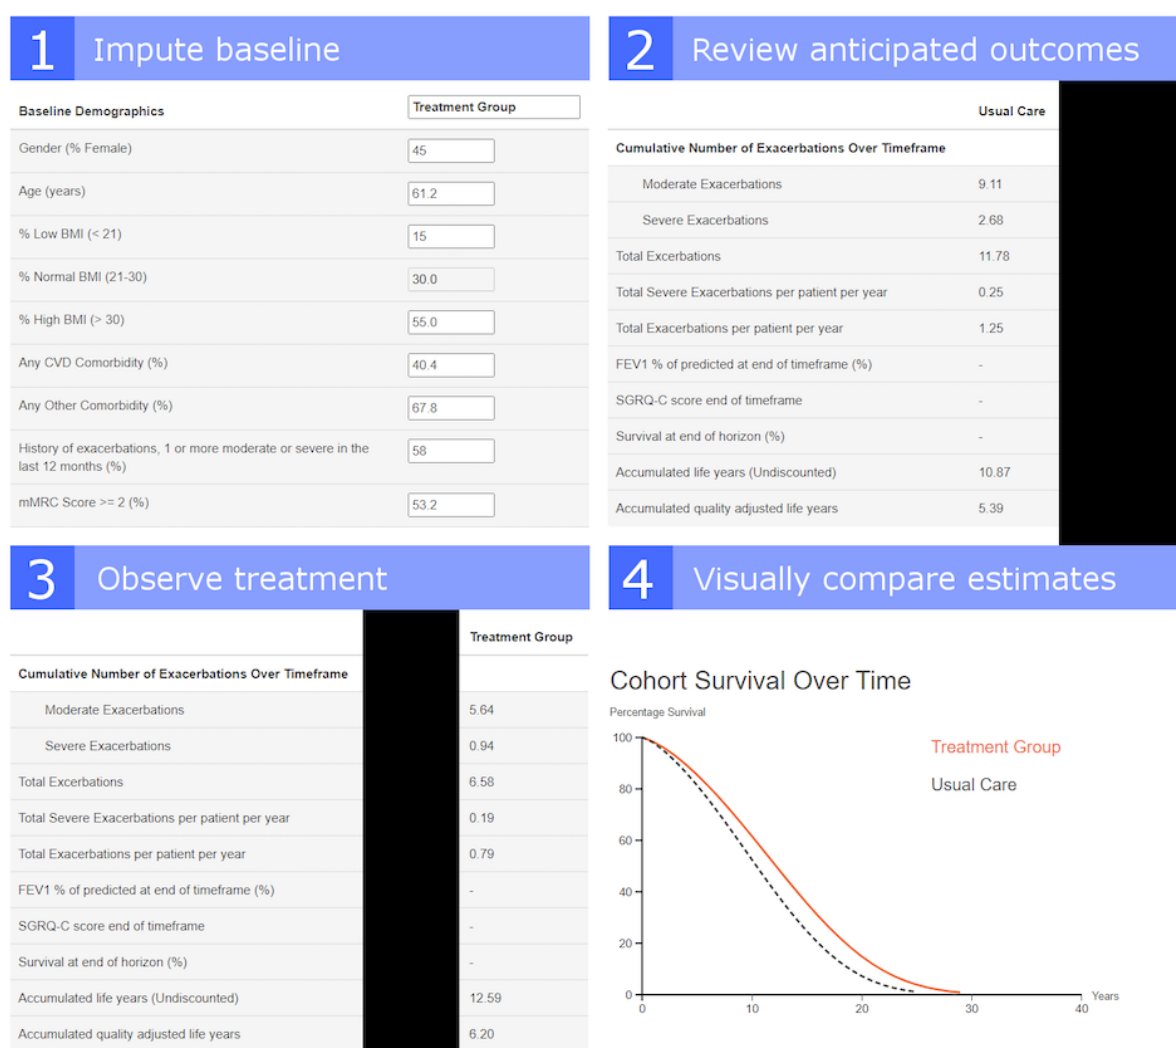 1 Impute baseline
Baseline Demographics Treatment Group
Gender (% Female) 45
Age (years) 61.2
% Low BMI (< 21) 15
% Normal BMI (21-30) 30.0
% High BMI (> 30) 55.0
Any CVD Comorbidity (%) 40.4
Any Other Comorbidity (%) 67.8
History of exacerbations, 1 or more moderate or severe in the
last 12 months (%) 58
mMRC Score >= 2 (%) 53.2
2 Review anticipated outcomes
Usual Care
Cumulative Number of Exacerbations Over Timeframe
Moderate Exacerbations 9.11
Severe Exacerbations 2.68
Total Excerbations 11.78
Total Severe Exacerbations per patient per year 0.25
Total Exacerbations per patient per year 1.25
FEV1 % of predicted at end of timeframe (%) -
SGRQ-C score end of timeframe -
Survival at end of horizon (%) -
Accumulated life years (Undiscounted) 10.87
Accumulated quality adjusted life years 5.39
3 Observe treatment
Treatment Group
Cumulative Number of Exacerbations Over Timeframe
Moderate Exacerbations 5.64
Severe Exacerbations 0.94
Total Excerbations 6.58
Total Severe Exacerbations per patient per year 0.19
Total Exacerbations per patient per year 0.79
FEV1 % of predicted at end of timeframe (%) -
SGRQ-C score end of timeframe -
Survival at end of horizon (%) -
Accumulated life years (Undiscounted) 12.59
Accumulated quality adjusted life years 6.20
4 Visually compare estimates
Cohort Survival Over Time
Percentage Survival
100
Treatment Group
80
Usual Care
60
40
20
0
0 10 20 30 40 Years